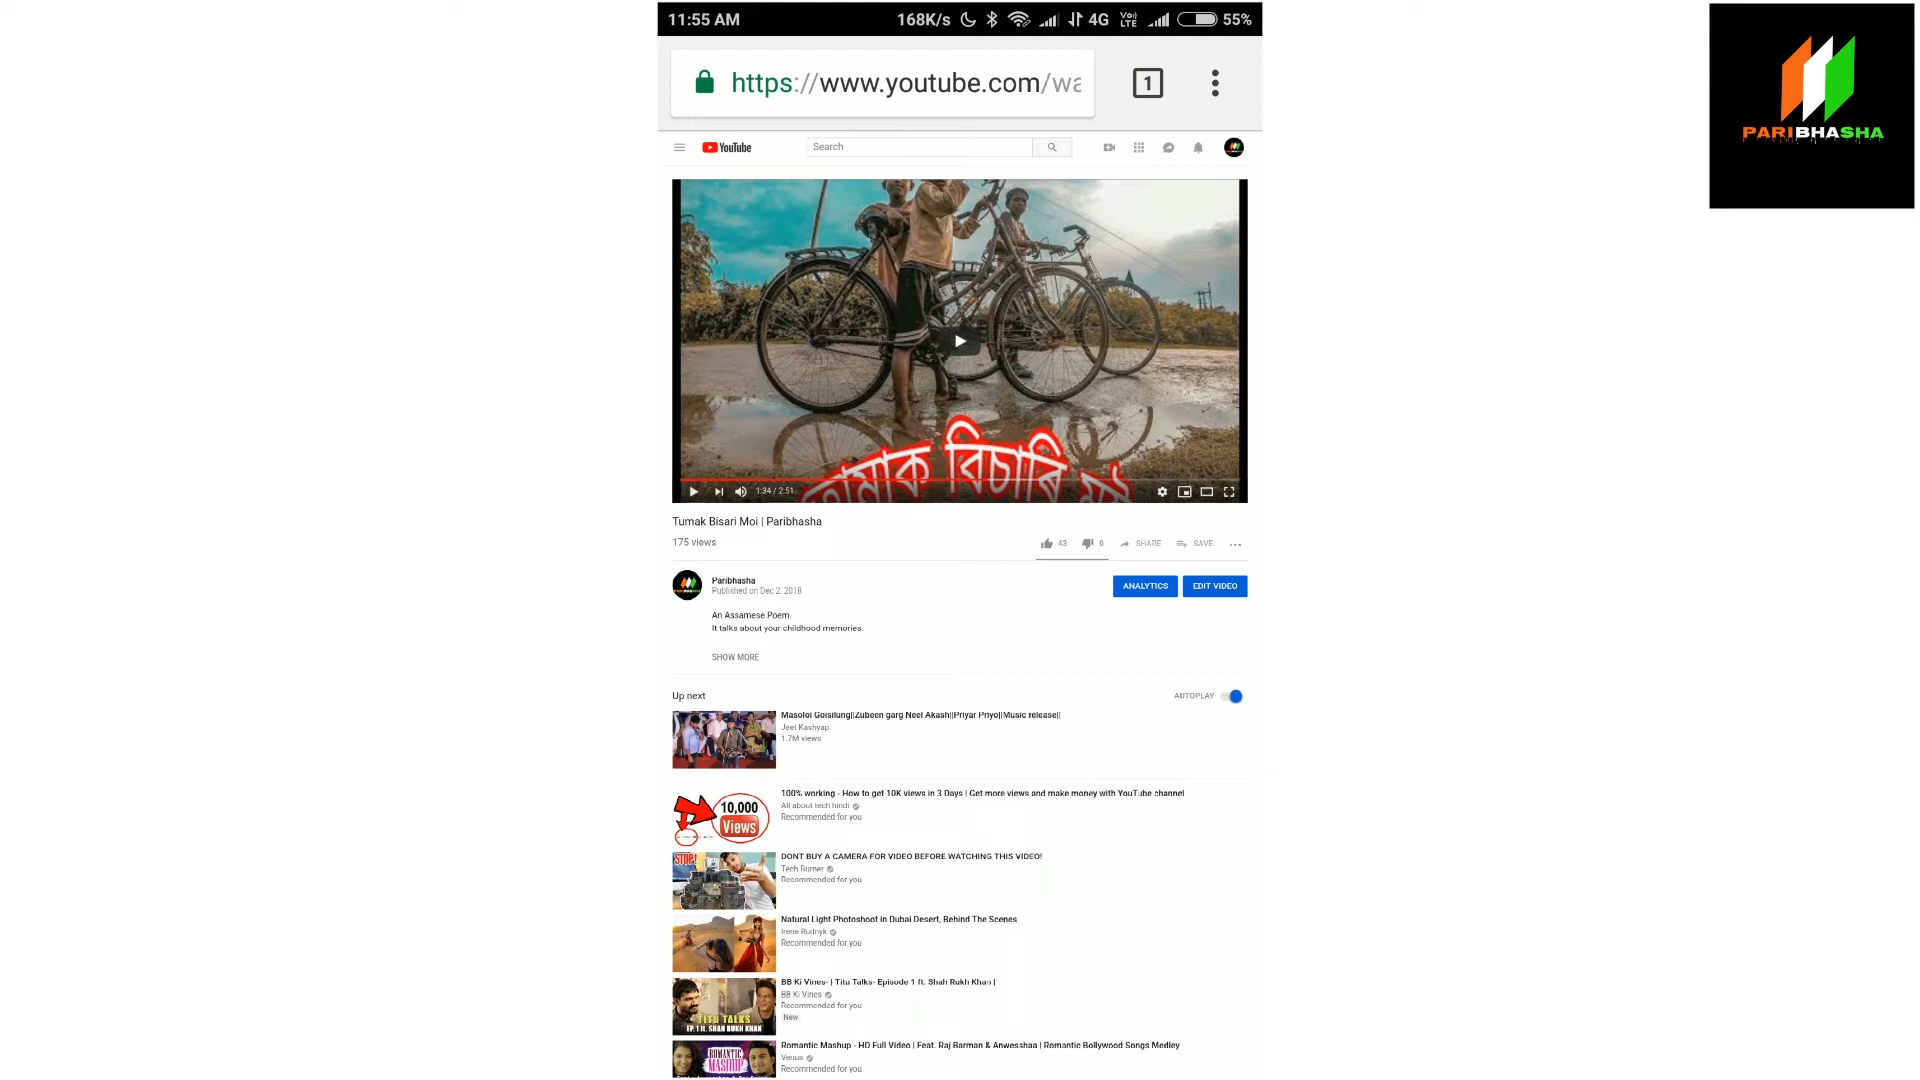 11:55 AM 168K/s 4G Vo) LTE 55%
https://www.youtube.com/wa
1
PARIBHASHA
YouTube Search
বিচাৰি
1:34 / 2:51
Tumak Bisari Moi | Paribhasha
175 views
43 0 SHARE SAVE
Paribhasha
Published on Dec 2, 2018
ANALYTICS EDIT VIDEO
An Assamese Poem.
It talks about your childhood memories.
SHOW MORE
Up next AUTOPLAY
Masoloi Goisilung||Zubeen garg Neel Akash||Priyar Priyo||Music release||
Jeet Kashyap
1.7M views
10,000
Views
100% working - How to get 10K views in 3 Days | Get more views and make money with YouTube channel
All about tech hindi
Recommended for you
STOP!
DONT BUY A CAMERA FOR VIDEO BEFORE WATCHING THIS VIDEO!
Tech Burner
Recommended for you
Natural Light Photoshoot in Dubai Desert, Behind The Scenes
Irene Rudnyk
Recommended for you
TITU TALKS
EP. 1 ft. SHAH RUKH KHAN
BB Ki Vines- | Titu Talks- Episode 1 ft. Shah Rukh Khan |
BB Ki Vines
Recommended for you
New
ROMANTIC
MASHUP
Romantic Mashup - HD Full Video | Feat. Raj Barman & Anwesshaa | Romantic Bollywood Songs Medley
Venus
Recommended for you